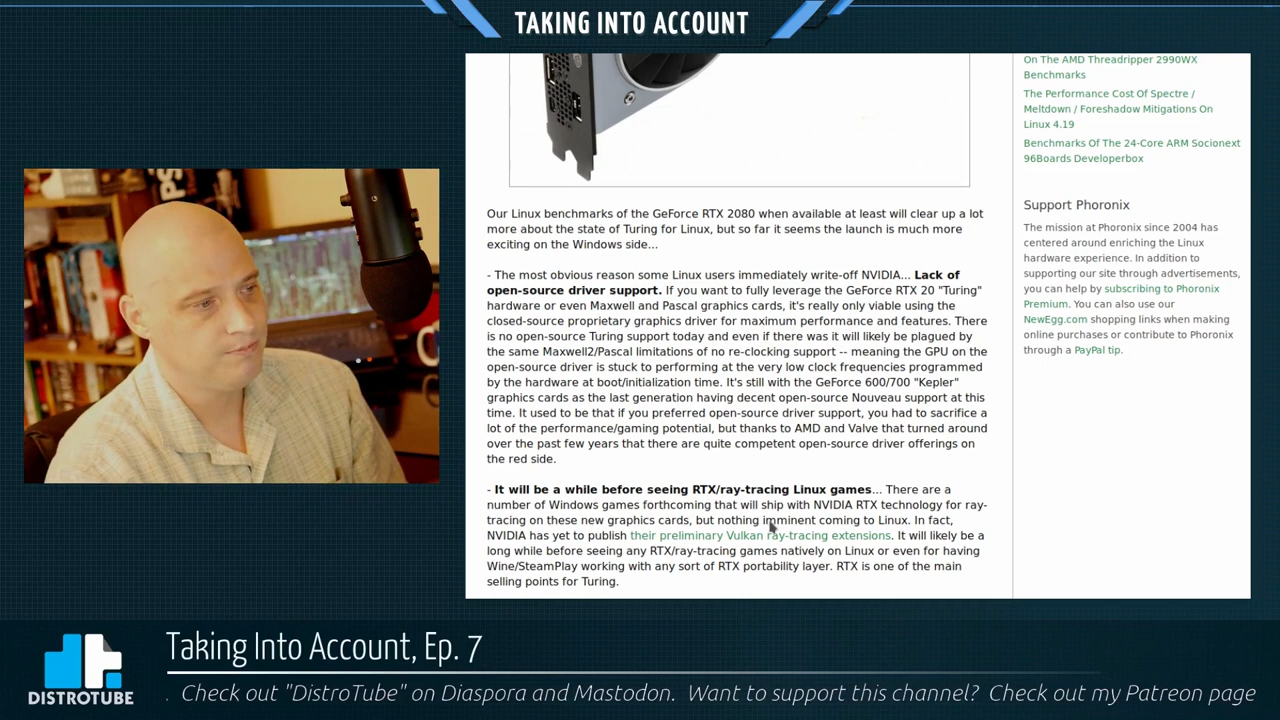 TAKING INTO ACCOUNT
Our Linux benchmarks of the GeForce RTX 2080 when available at least will clear up a lot
more about the state of Turing for Linux, but so far it seems the launch is much more
exciting on the Windows side...
- The most obvious reason some Linux users immediately write-off NVIDIA... Lack of
open-source driver support. If you want to fully leverage the GeForce RTX 20 "Turing"
hardware or even Maxwell and Pascal graphics cards, it's really only viable using the
closed-source proprietary graphics driver for maximum performance and features. There
is no open-source Turing support today and even if there was it will likely be plagued by
the same Maxwell2/Pascal limitations of no re-clocking support -- meaning the GPU on the
open-source driver is stuck to performing at the very low clock frequencies programmed
by the hardware at boot/initialization time. It's still with the GeForce 600/700 "Kepler"
graphics cards as the last generation having decent open-source Nouveau support at this
time. It used to be that if you preferred open-source driver support, you had to sacrifice a
lot of the performance/gaming potential, but thanks to AMD and Valve that turned around
over the past few years that there are quite competent open-source driver offerings on
the red side.
- It will be a while before seeing RTX/ray-tracing Linux games... There are a
number of Windows games forthcoming that will ship with NVIDIA RTX technology for ray-
tracing on these new graphics cards, but nothing imminent coming to Linux. In fact,
NVIDIA has yet to publish their preliminary Vulkan ray-tracing extensions. It will likely be a
long while before seeing any RTX/ray-tracing games natively on Linux or even for having
Wine/SteamPlay working with any sort of RTX portability layer. RTX is one of the main
selling points for Turing.
On The AMD Threadripper 2990WX
Benchmarks
The Performance Cost Of Spectre /
Meltdown / Foreshadow Mitigations On
Linux 4.19
Benchmarks Of The 24-Core ARM Socionext
96Boards Developerbox
Support Phoronix
The mission at Phoronix since 2004 has
centered around enriching the Linux
hardware experience. In addition to
supporting our site through advertisements,
you can help by subscribing to Phoronix
Premium. You can also use our
NewEgg.com shopping links when making
online purchases or contribute to Phoronix
through a PayPal tip.
Taking Into Account, Ep. 7
DISTROTUBE
. Check out "DistroTube" on Diaspora and Mastodon. Want to support this channel? Check out my Patreon page